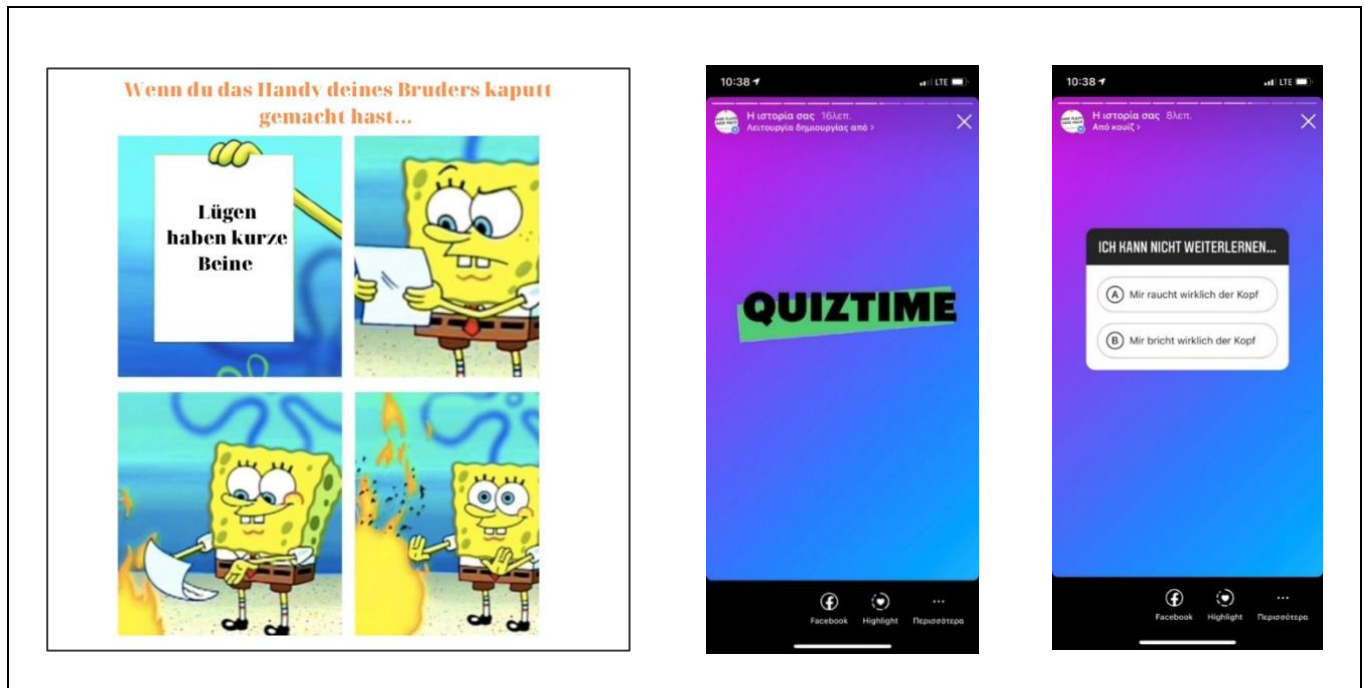 Wenn du das Handy deines Bruders kaputt
gemacht hast...
Lügen
haben kurze
Beine
10:38
LTE
Η ιστορία σας 16λεπ.
Λειτουργία δημιουργίας από >
QUIZTIME
Facebook Highlight Περισσότερα
10:38
LTE
Η ιστορία σας 8λεπ.
Από κουίζ >
ICH KANN NICHT WEITERLERNEN...
A Mir raucht wirklich der Kopf
B Mir bricht wirklich der Kopf
Facebook Highlight Περισσότερα